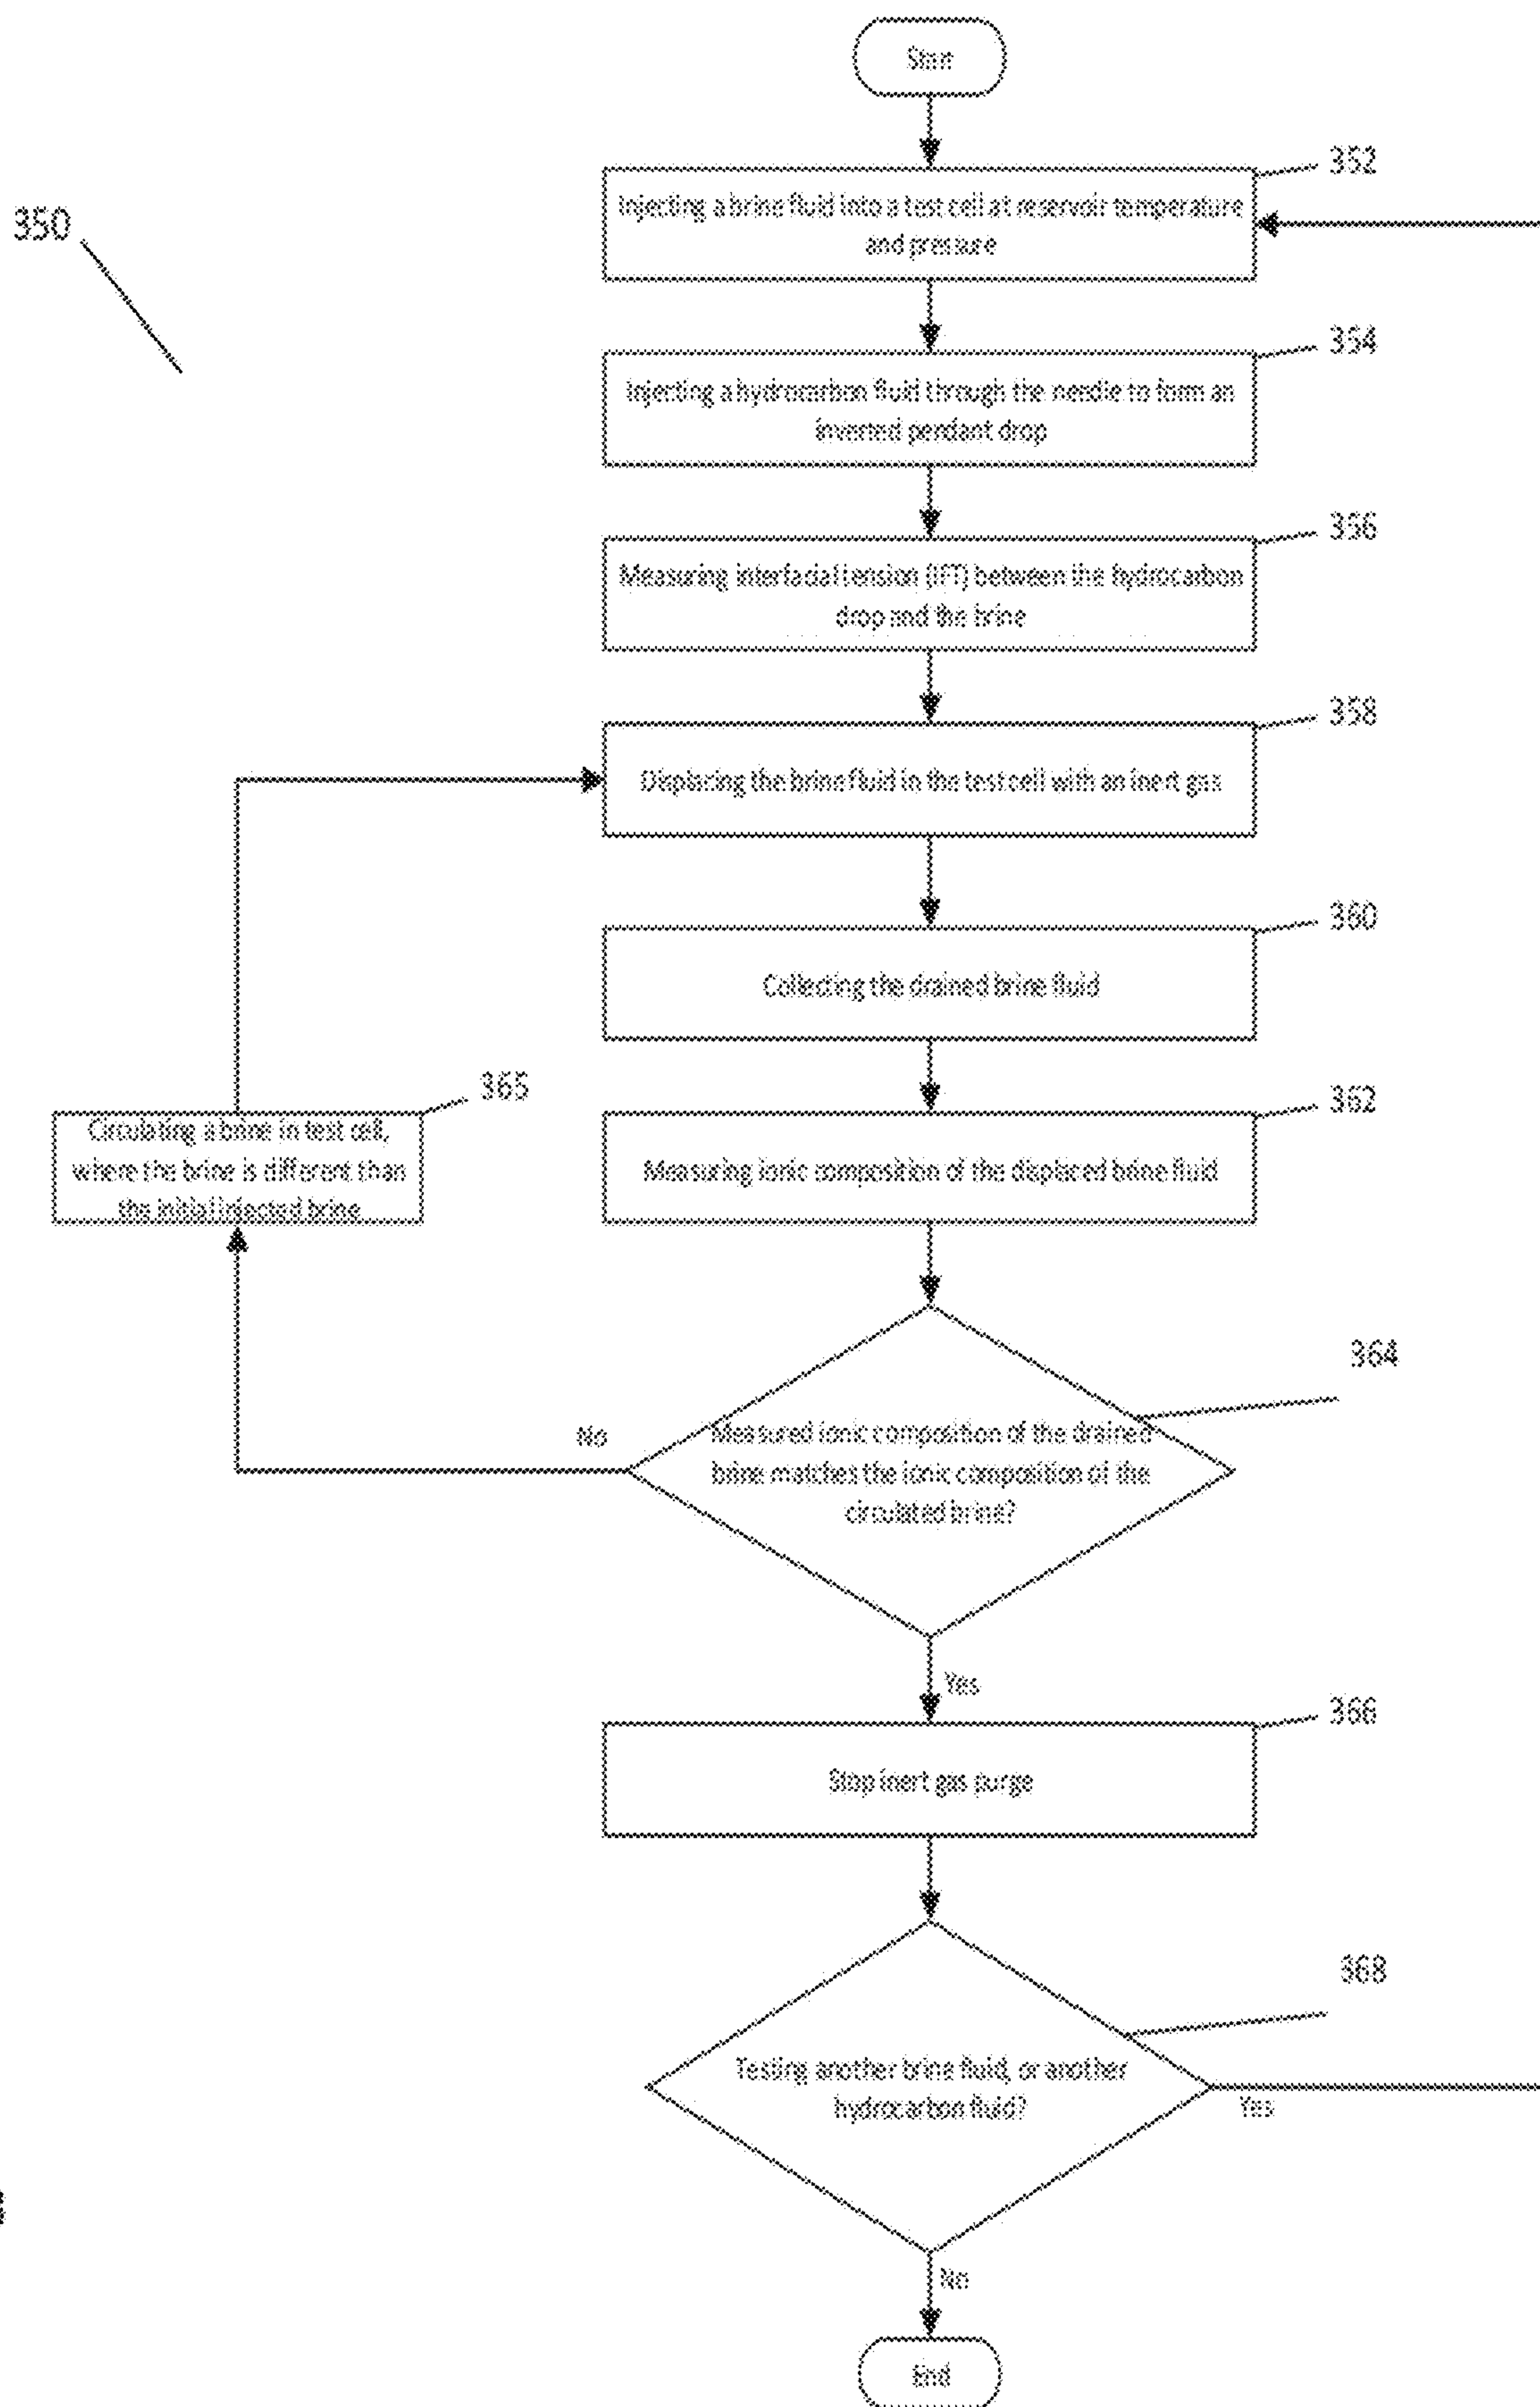 Start
352
Injecting a brine fluid into a test cell at reservoir temperature
and pressure
350
354
Injecting a hydrocarbon fluid through the needle to form an
inverted pendant drop
356
Measuring interfacial tension (IFT) between the hydrocarbon
drop and the brine
358
Displacing the brine fluid in the test cell with an inert gas
360
Collecting the drained brine fluid
365
362
Circulating a brine in test cell,
where the brine is different than
the initial injected brine
Measuring ionic composition of the displaced brine fluid
364
No
Measured ionic composition of the drained
brine matches the ionic composition of the
circulated brine?
Yes
366
Stop inert gas purge
368
Testing another brine fluid, or another
hydrocarbon fluid?
Yes
No
End